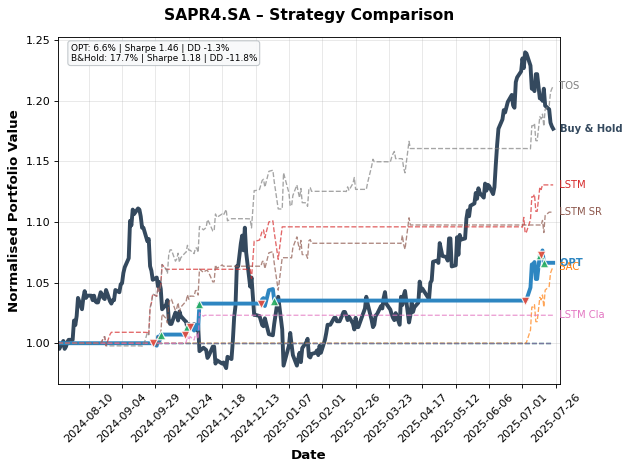 SAPR4.SA – Strategy Comparison
OPT: 6.6% | Sharpe 1.46 | DD -1.3%
B&Hold: 17.7% | Sharpe 1.18 | DD -11.8%
Normalised Portfolio Value
1.25
1.20
1.15
1.10
1.05
1.00
TOS
Buy & Hold
LSTM
LSTM SR
OPT
LSTM Cla
2024-08-10
2024-09-04
2024-09-29
2024-10-24
2024-11-18
2024-12-13
2025-01-07
2025-02-01
2025-02-26
2025-03-23
2025-04-17
2025-05-12
2025-06-06
2025-07-01
2025-07-26
Date